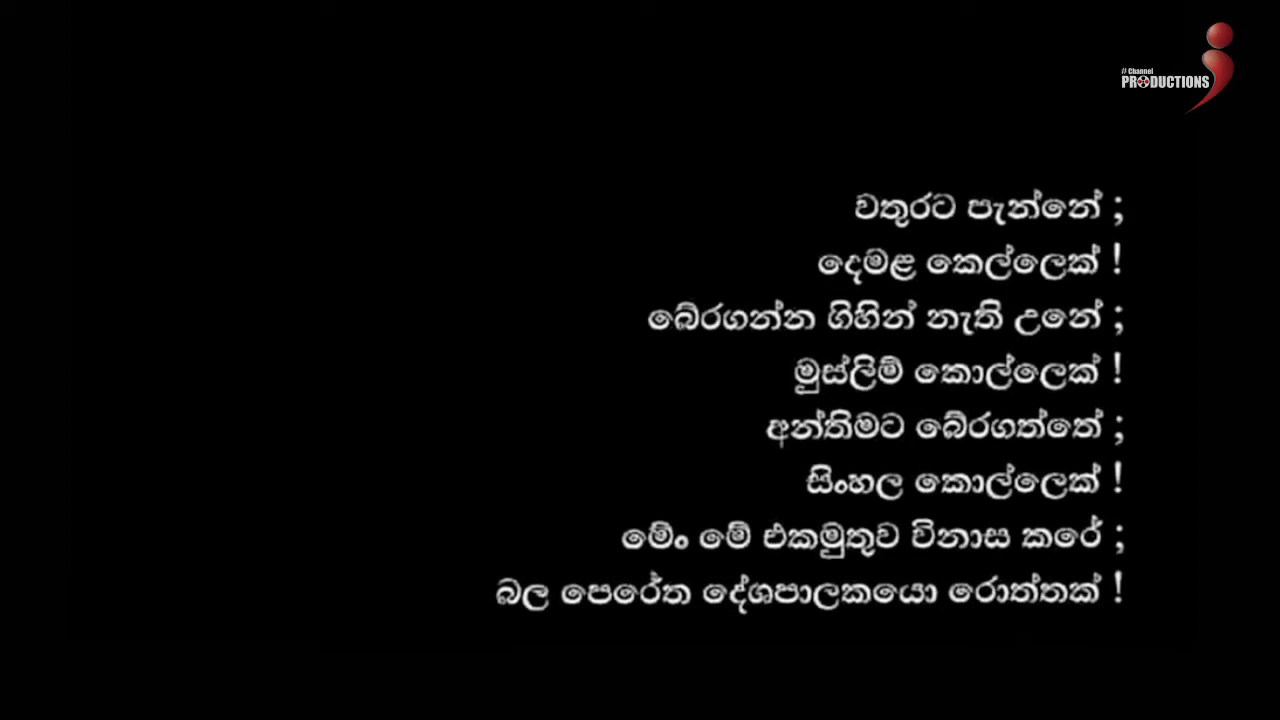 # Channel
PRODUCTIONS
වතුරට පැන්නේ ;
දෙමළ කෙල්ලෙක් !
බේරගන්න ගිහින් නැති උනේ ;
මුස්ලිම් කොල්ලෙක් !
අන්තිමට බේරගත්තේ ;
සිංහල කොල්ලෙක් !
මේං මේ එකමුතුව විනාස කරේ ;
බල පෙරේත දේශපාලකයො රොත්තක් !